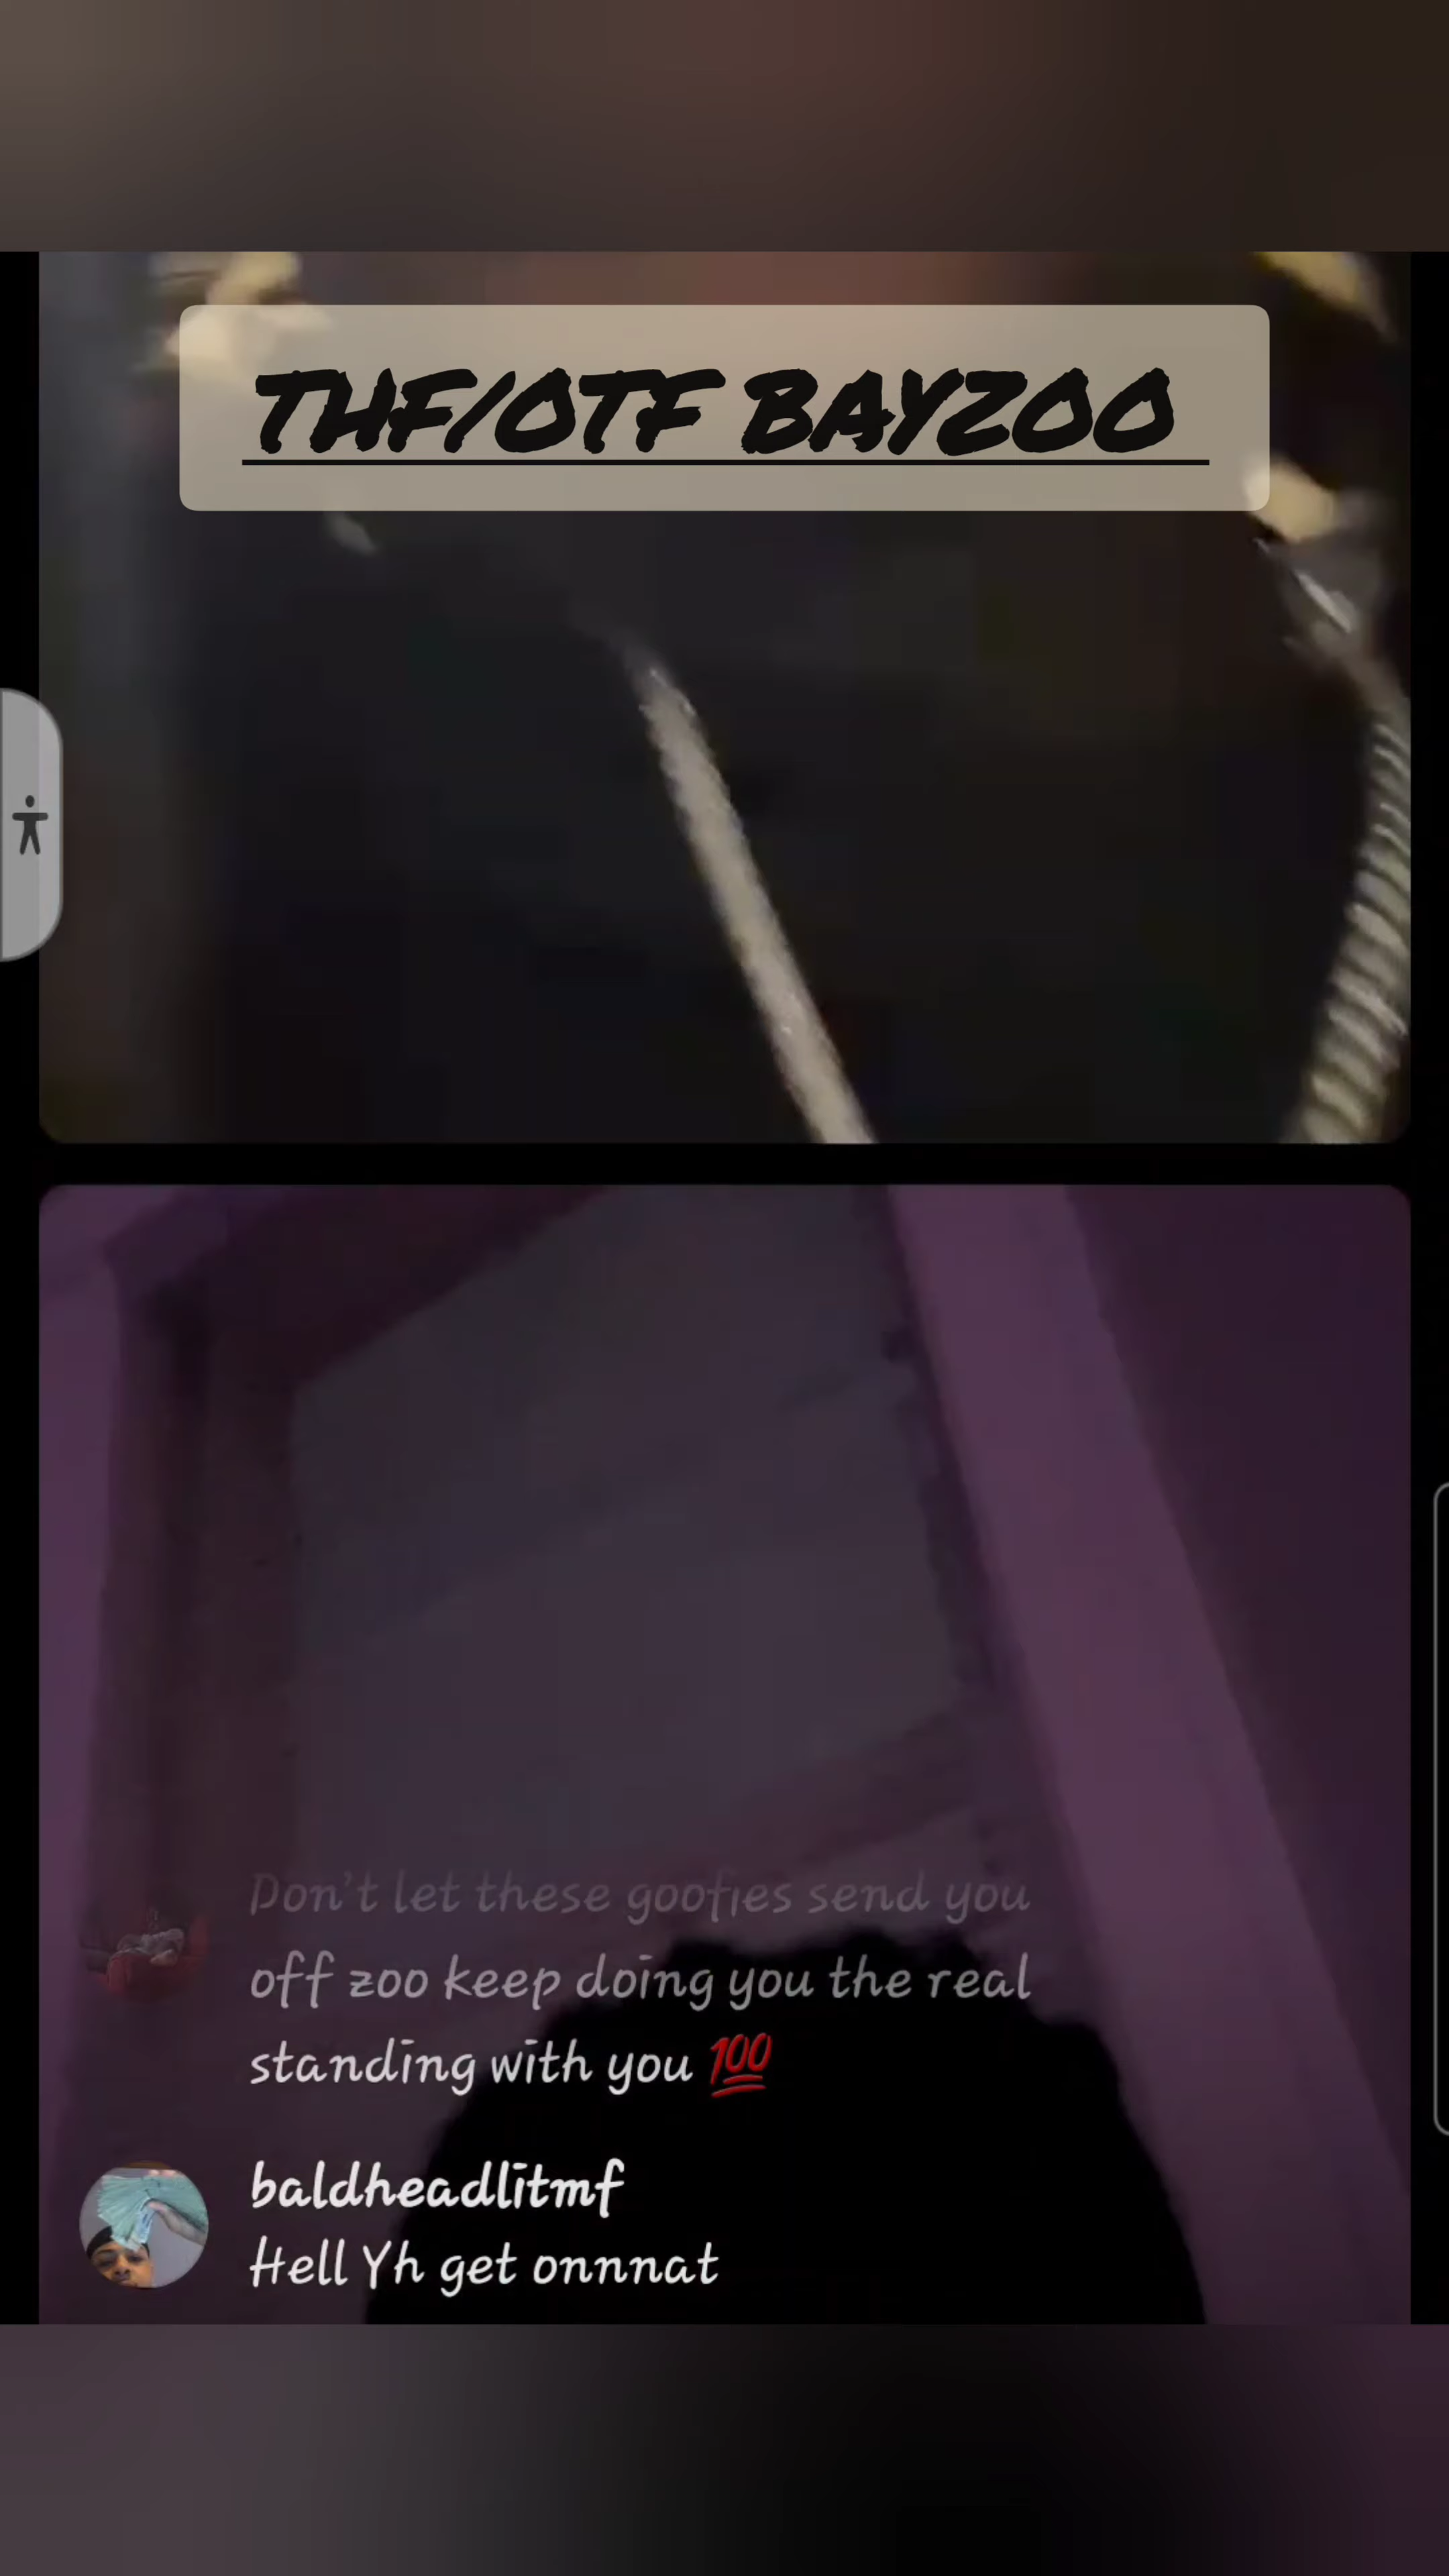 THF/OTF BAYZOO
Don't let these goofies send you
off zoo keep doing you the real
standing with you 💯
baldheadlitmf
Hell Yh get onnnat